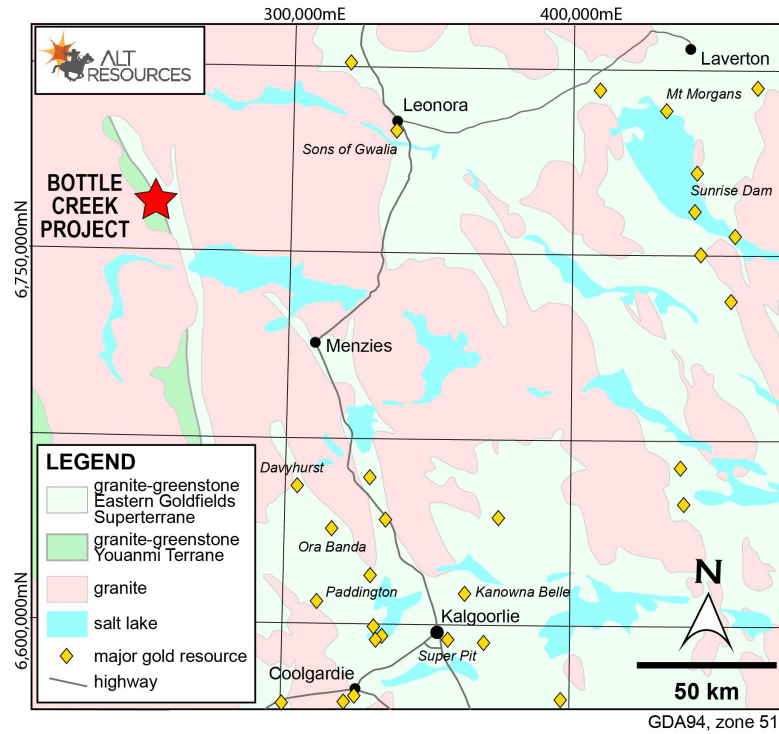 300,000mE
400,000mE
ALT
RESOURCES
Laverton
Mt Morgans
Leonora
Sons of Gwalia
BOTTLE
CREEK
PROJECT
Sunrise Dam
6,750,000mN
Menzies
LEGEND
granite-greenstone
Eastern Goldfields
Superterrane
granite-greenstone
Youanmi Terrane
granite
salt lake
major gold resource
highway
Davyhurst
Ora Banda
Paddington
Kanowna Belle
Kalgoorlie
Super Pit
Coolgardie
6,600,000mN
N
50 km
GDA94, zone 51